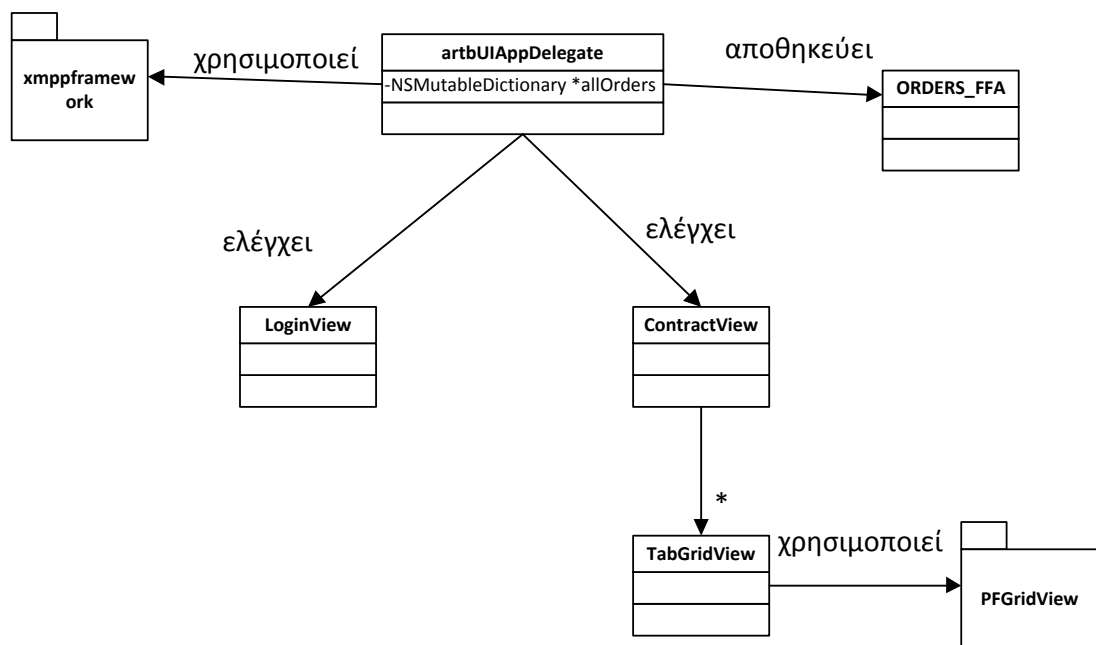 χρησιμοποιεί
artbUIAppDelegate
-NSMutableDictionary *allOrders
αποθηκεύει
xmppframew
ork
ORDERS_FFA
ελέγχει
ελέγχει
LoginView
ContractView
*
TabGridView
χρησιμοποιεί
PFGridView